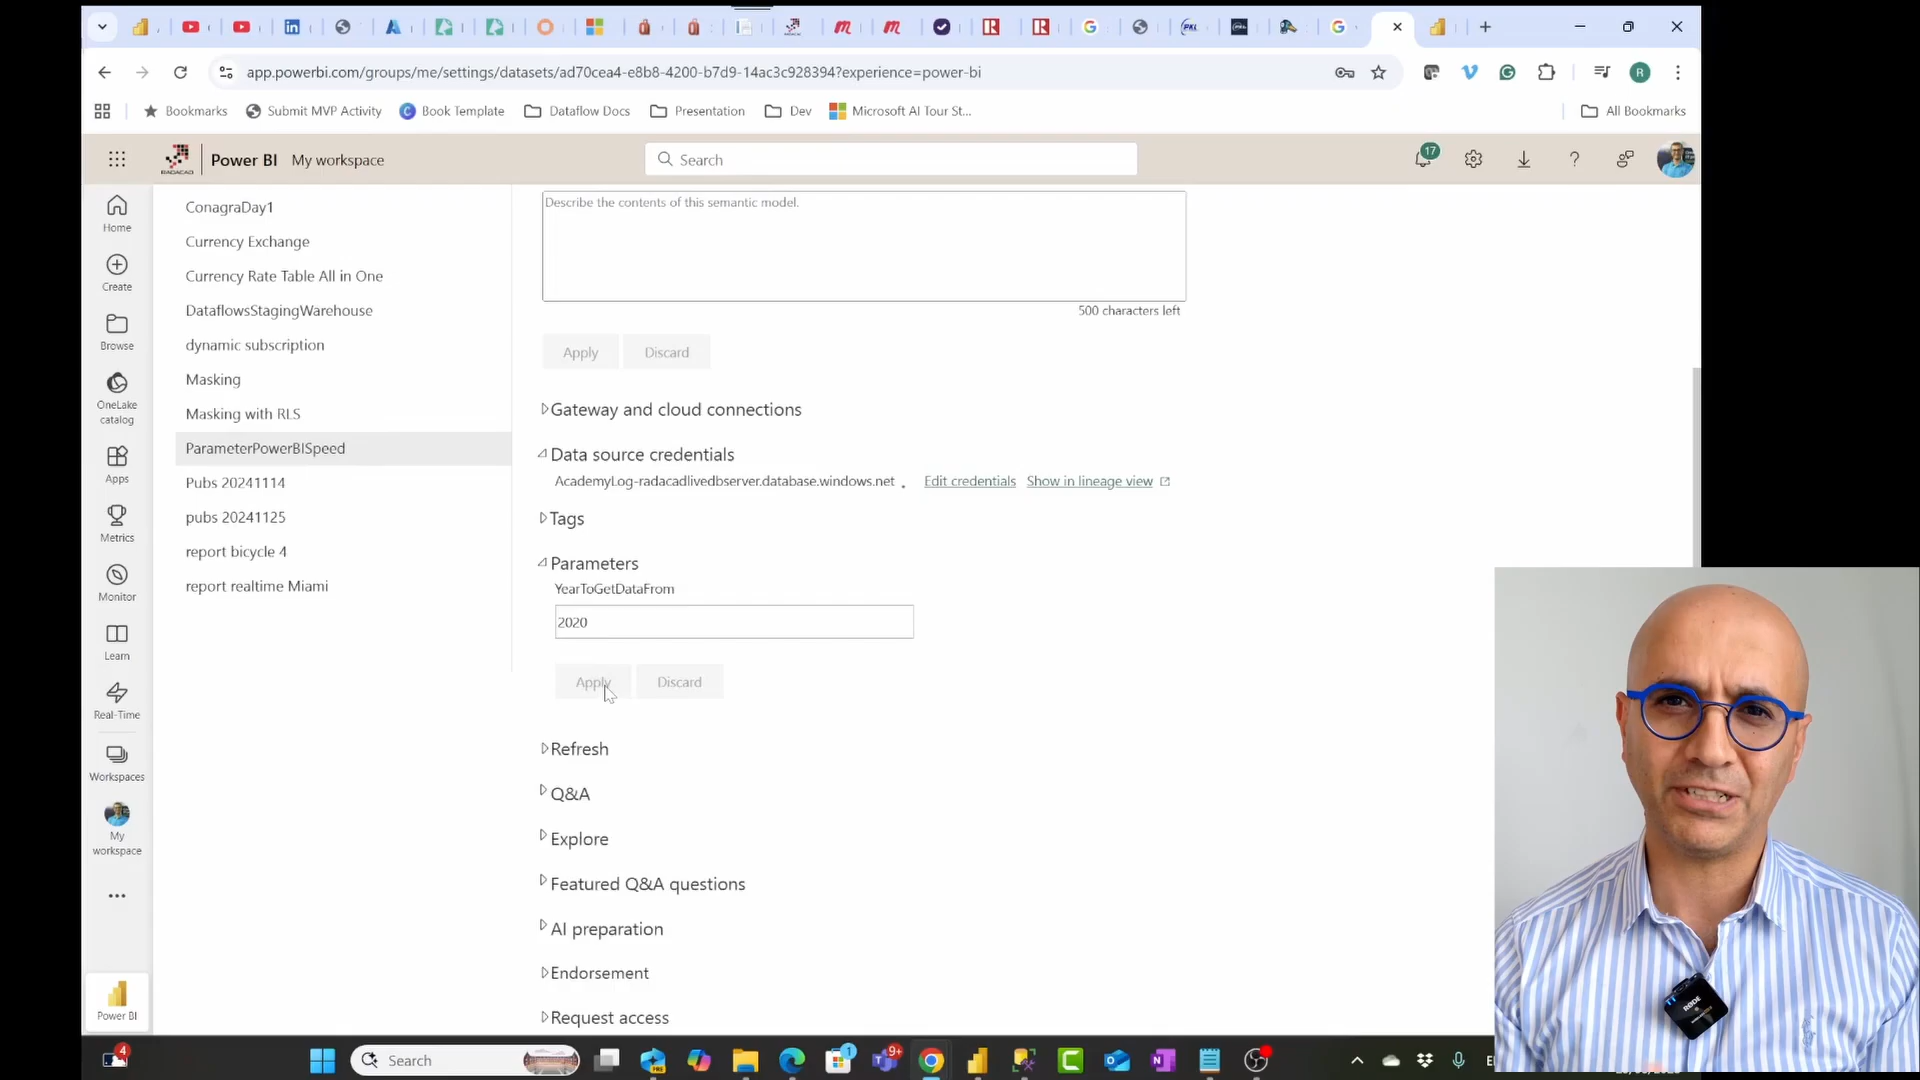 app.powerbi.com/groups/me/settings/datasets/ad70cea4-e8b8-4200-b7d9-14ac3c928394?experience=power-bi
R
Bookmarks
Submit MVP Activity
Book Template
Dataflow Docs
Presentation
Dev
Microsoft AI Tour St...
All Bookmarks
RADACAD
Power BI
My workspace
Search
17
Home
Create
Browse
OneLake
catalog
Apps
Metrics
Monitor
Learn
Real-Time
Workspaces
My
workspace
Power BI
ConagraDay1
Currency Exchange
Currency Rate Table All in One
DataflowsStagingWarehouse
dynamic subscription
Masking
Masking with RLS
ParameterPowerBISpeed
Pubs 20241114
pubs 20241125
report bicycle 4
report realtime Miami
Describe the contents of this semantic model.
500 characters left
Apply Discard
Gateway and cloud connections
Data source credentials
AcademyLog-radacadlivedbserver.database.windows.net Edit credentials Show in lineage view
Tags
Parameters
YearToGetDataFrom
2020
Apply Discard
Refresh
Q&A
Explore
Featured Q&A questions
AI preparation
Endorsement
Request access
RØDE
4
Search
1
9+